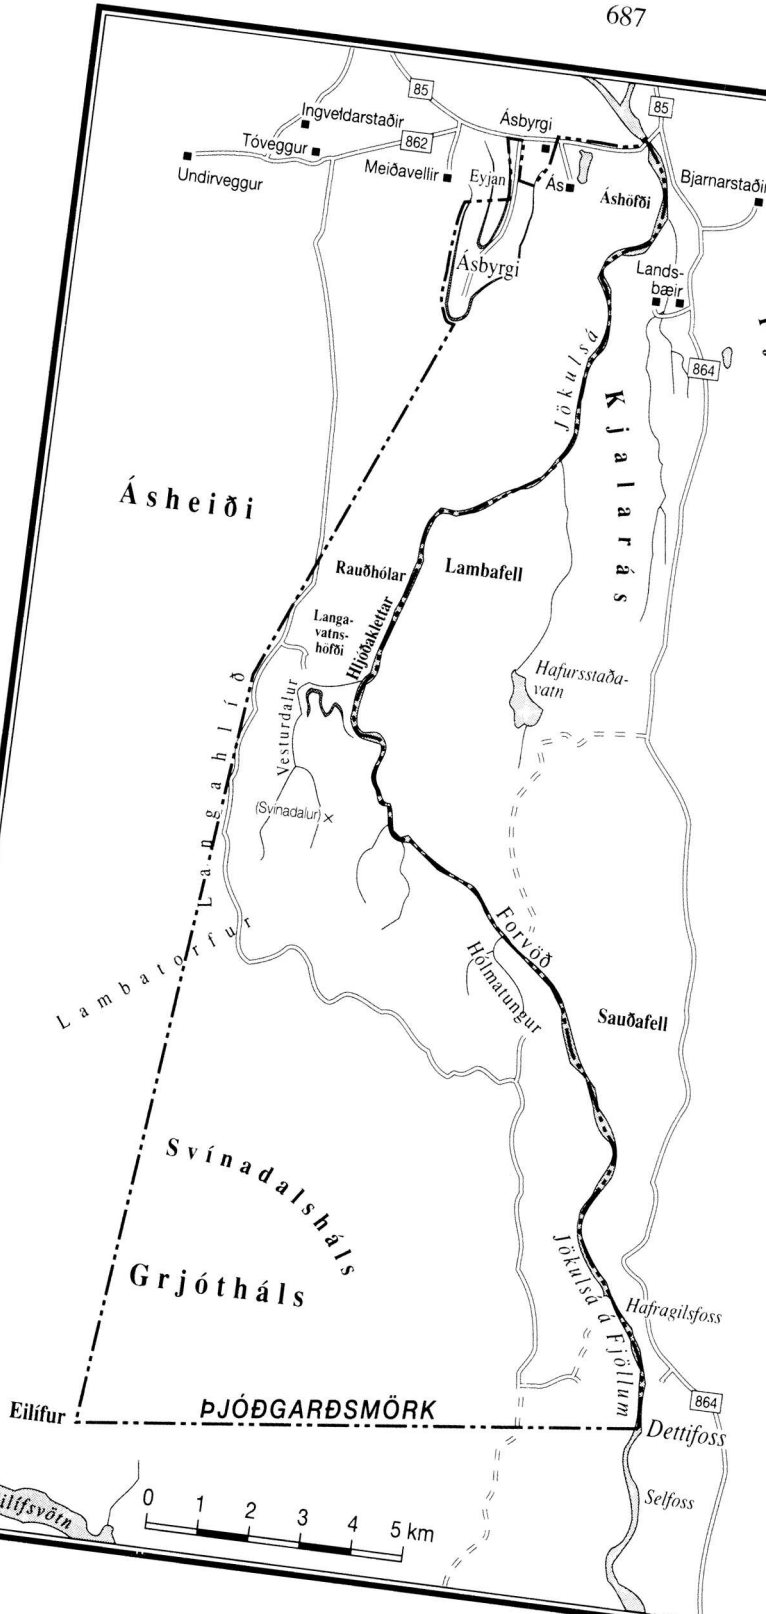 687
85
Ingveldarstaðir
Ásbyrgi
85
Tóveggur
862
Undirveggur
Meiðavellir
Eyjan
Ás
Áshöfði
Bjarnarstaðir
Ásbyrgi
Lands-
bæir
Jökulsá
864
Kjalarás
Ásheiði
Rauðhólar
Lambafell
Langa-
vatns-
höfði
Hljóðaklettar
Hafursstaða-
vatn
Vesturdalur
Langahlíð
(Svínadalur)
Lambatorfur
Forvöð
Hólmatungur
Sauðafell
Svínadalsháls
Grjótháls
Jökulsá á Fjöllum
Hafragilsfoss
864
Eilífur
ÞJÓÐGARÐSMÖRK
Dettifoss
ilífsvötn
Selfoss
0 1 2 3 4 5 km